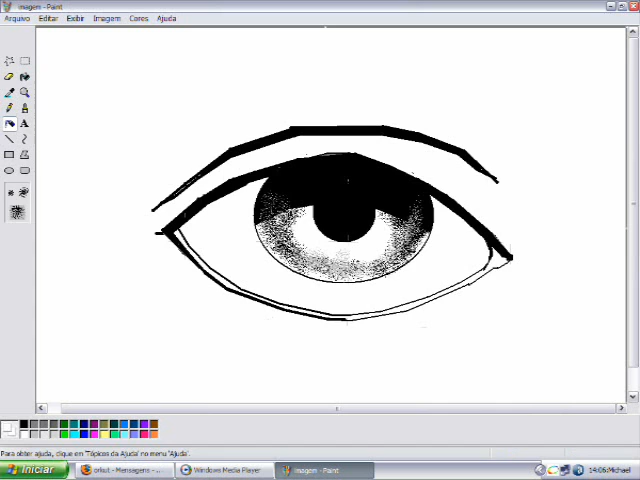 imagem - Paint
Arquivo Editar Exibir Imagem Cores Ajuda
A
Para obter ajuda, clique em 'Tópicos da Ajuda' no menu 'Ajuda'.
Iniciar orkut - Mensagens - ... Windows Media Player imagem - Paint 14:06:Michael